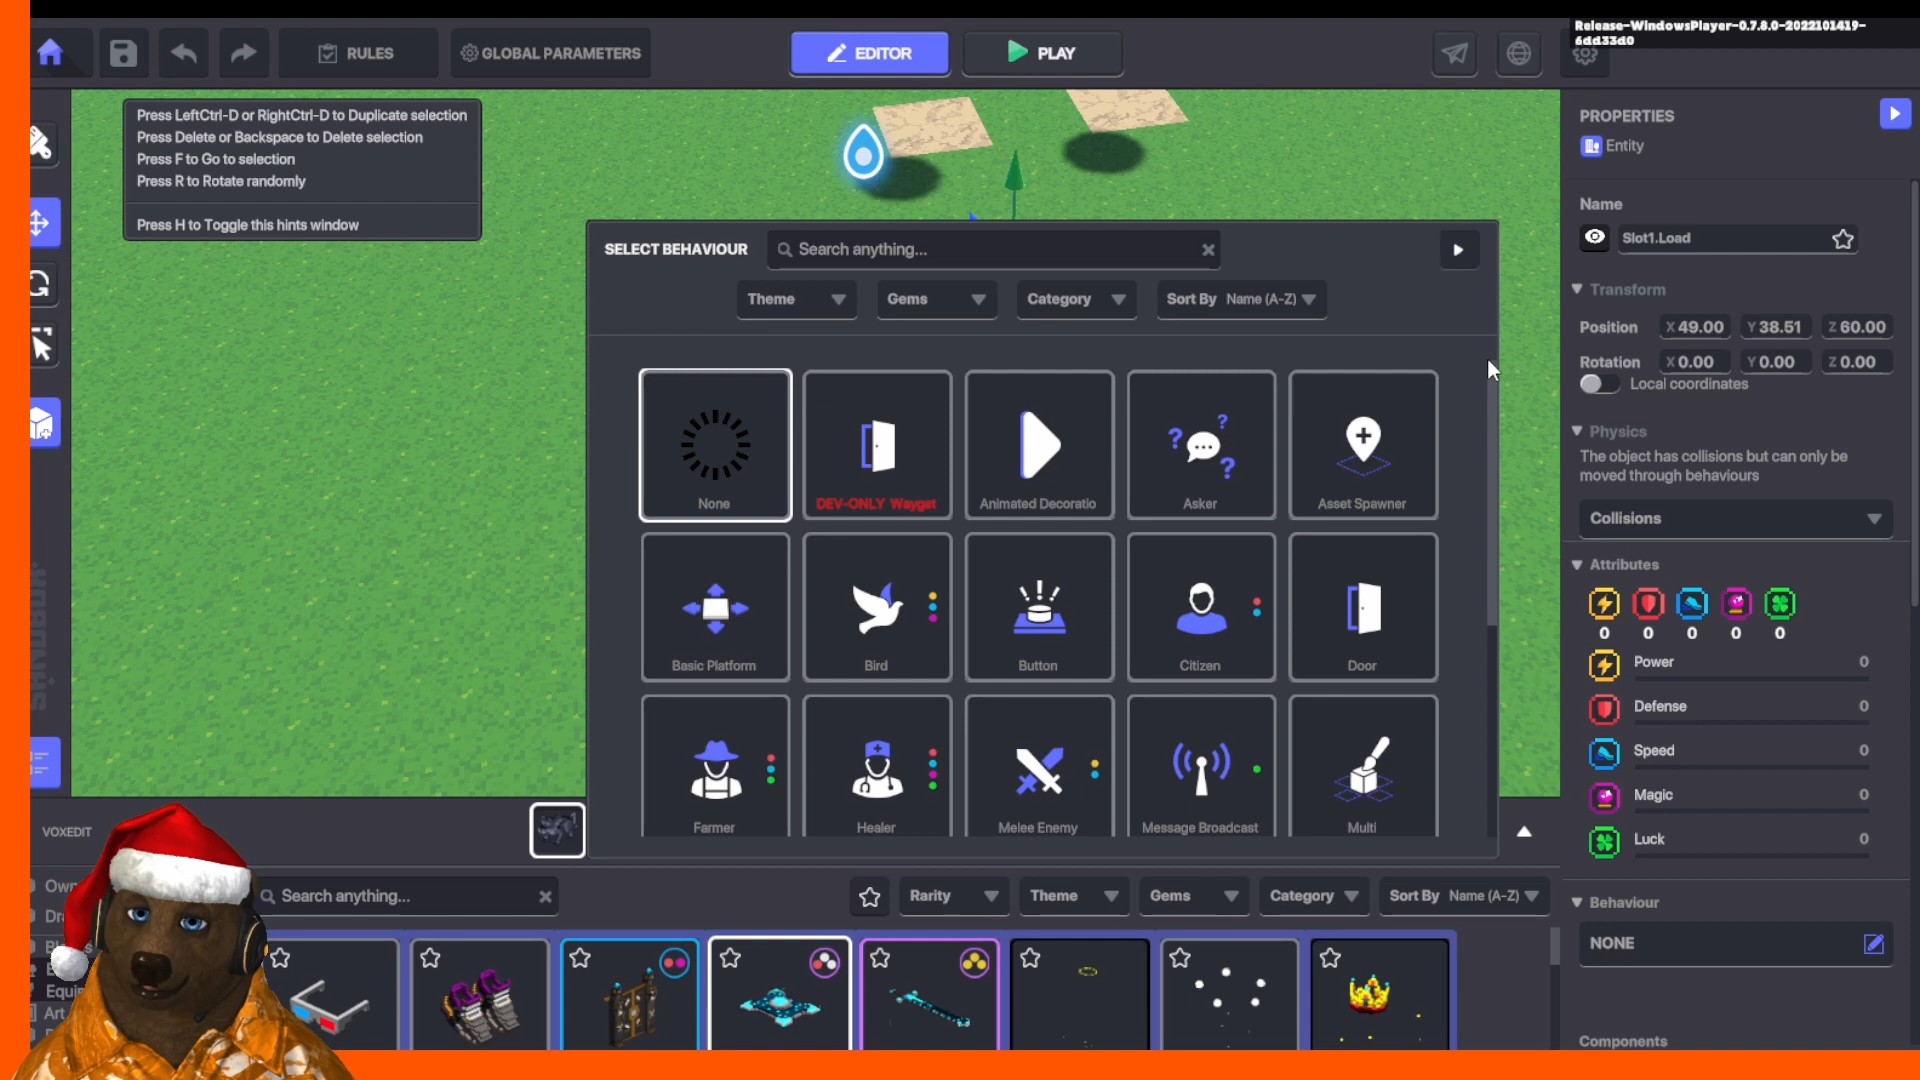 Release-WindowsPlayer-0.7.8.0-2022101419-
6dd33d0
RULES
GLOBAL PARAMETERS
EDITOR
PLAY
Press LeftCtrl-D or RightCtrl-D to Duplicate selection
Press Delete or Backspace to Delete selection
Press F to Go to selection
Press R to Rotate randomly
Press H to Toggle this hints window
SELECT BEHAVIOUR
Search anything...
Theme
Gems
Category
Sort By Name (A-Z)
None
DEV-ONLY Waygat
Animated Decoratio
Asker
Asset Spawner
Basic Platform
Bird
Button
Citizen
Door
Farmer
Healer
Melee Enemy
Message Broadcast
Multi
PROPERTIES
Entity
Name
Slot1.Load
Transform
Position X 49.00 Y 38.51 Z 60.00
Rotation X 0.00 Y 0.00 Z 0.00
Local coordinates
Physics
The object has collisions but can only be
moved through behaviours
Collisions
Attributes
0 0 0 0 0
Power 0
Defense 0
Speed 0
Magic 0
Luck 0
Behaviour
NONE
Components
VOXEDIT
Search anything...
Rarity
Theme
Gems
Category
Sort By Name (A-Z)
Own
Dra
Equi
Art